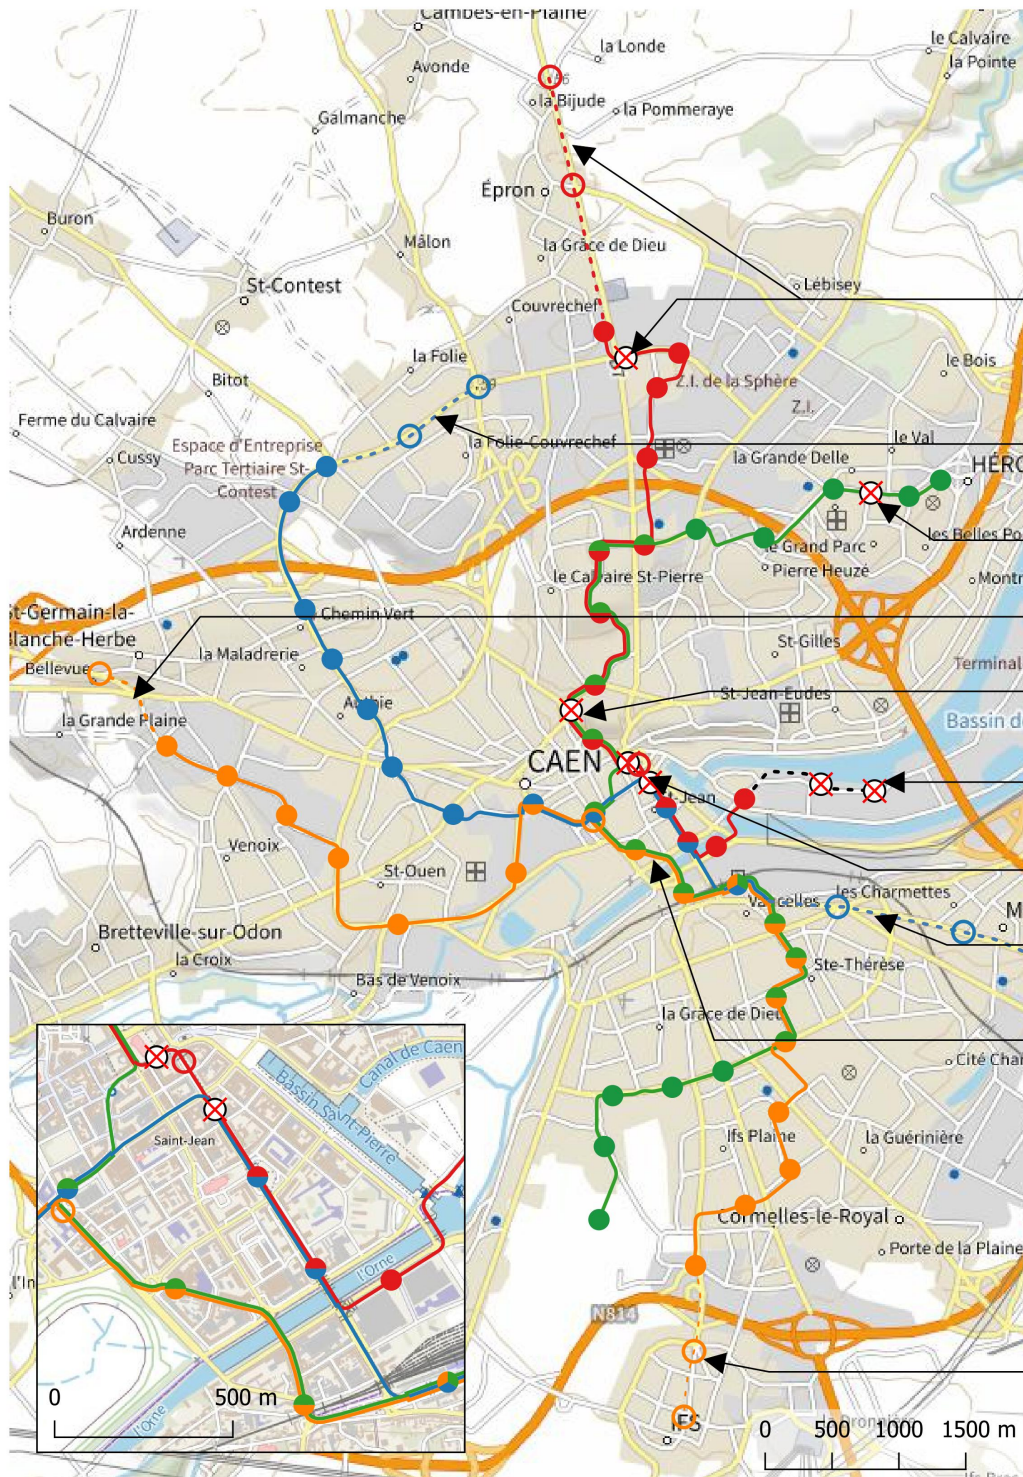 Cambes-en-Plaine
la Londe
le Calvaire
la Pointe
Avonde
la Bijude
la Pommeraye
Galmanche
Épron
Buron
Mâlon
la Grâce de Dieu
Lébisey
St-Contest
Couvrechef
la Folie
le Bois
Bitot
Z.I. de la Sphère
Z.I.
Ferme du Calvaire
Espace d'Entreprise
Parc Tertiaire St-
Contest
la Folie-Couvrechef
le Val
Cussy
la Grande Delle
HÉRO
Ardenne
le Grand Parc
les Belles Po
le Calvaire St-Pierre
Pierre Heuzé
Montr
St-Germain-la-
Blanche-Herbe
Chemin Vert
St-Gilles
la Maladrerie
Bellevue
Terminal
la Grande Plaine
Authie
St-Jean-Eudes
Bassin d
CAEN
St-Jean
Venoix
St-Ouen
Vaucelles
les Charmettes
M
Bretteville-sur-Odon
la Croix
Ste-Thérèse
Bas de Venoix
la Grâce de Dieu
Cité Cha
Canal de Caen
Bassin Saint-Pierre
Saint-Jean
Ifs Plaine
la Guérinière
Cormelles-le-Royal
Porte de la Plaine
l'Orne
l'In
N814
0 500 m
l'Orne
IFS
0 500 1000 1500 m